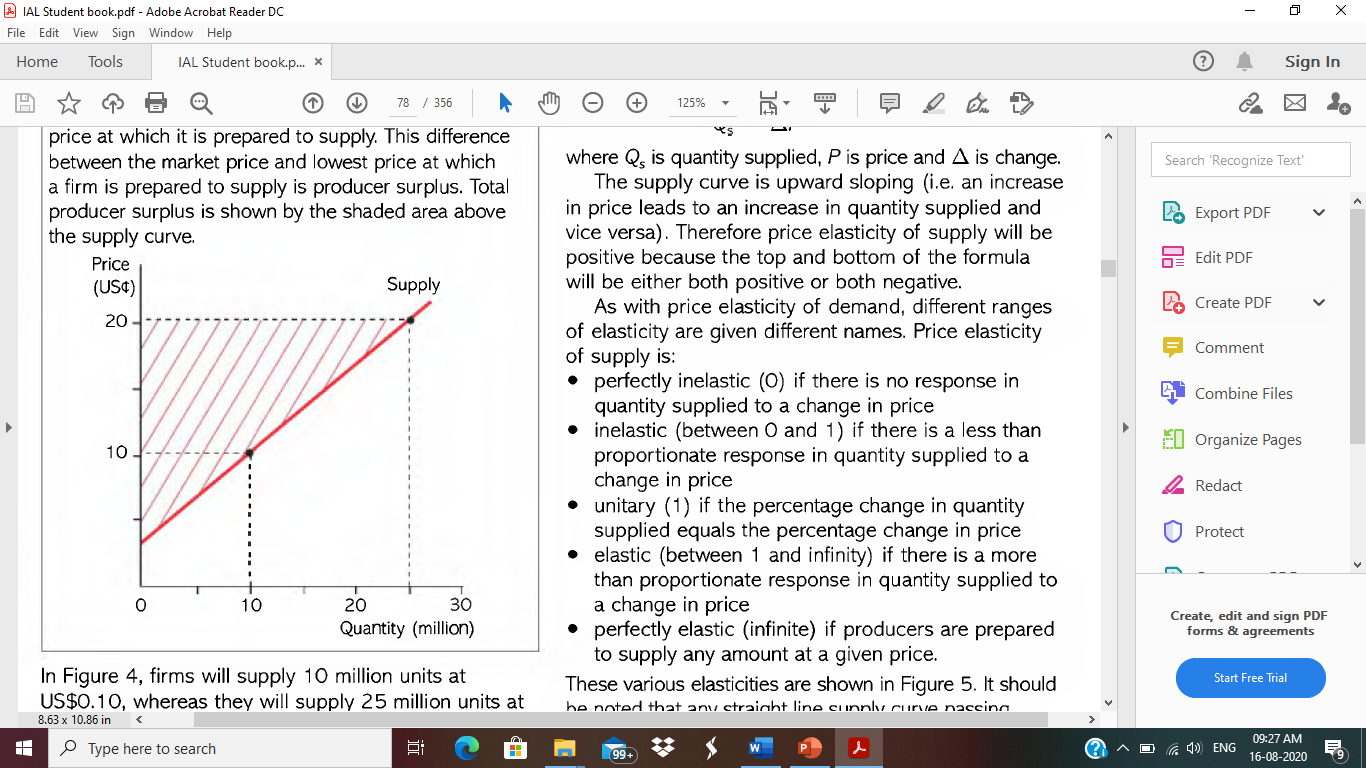 IAL Student book.pdf - Adobe Acrobat Reader DC
File Edit View Sign Window Help
Home Tools IAL Student book.p... × Sign In
78 / 356 125%
price at which it is prepared to supply. This difference
between the market price and lowest price at which
a firm is prepared to supply is producer surplus. Total
producer surplus is shown by the shaded area above
the supply curve.
Price
(US¢)
Supply
20
10
0 10 20 30
Quantity (million)
In Figure 4, firms will supply 10 million units at
US$0.10, whereas they will supply 25 million units at
where Qs is quantity supplied, P is price and Δ is change.
The supply curve is upward sloping (i.e. an increase
in price leads to an increase in quantity supplied and
vice versa). Therefore price elasticity of supply will be
positive because the top and bottom of the formula
will be either both positive or both negative.
As with price elasticity of demand, different ranges
of elasticity are given different names. Price elasticity
of supply is:
• perfectly inelastic (0) if there is no response in
quantity supplied to a change in price
• inelastic (between 0 and 1) if there is a less than
proportionate response in quantity supplied to a
change in price
• unitary (1) if the percentage change in quantity
supplied equals the percentage change in price
• elastic (between 1 and infinity) if there is a more
than proportionate response in quantity supplied to
a change in price
• perfectly elastic (infinite) if producers are prepared
to supply any amount at a given price.
These various elasticities are shown in Figure 5. It should
be noted that any straight line supply curve passing
8.63 x 10.86 in
Search 'Recognize Text'
Export PDF
Edit PDF
Create PDF
Comment
Combine Files
Organize Pages
Redact
Protect
Create, edit and sign PDF
forms & agreements
Start Free Trial
Type here to search
99+
ENG
09:27 AM
16-08-2020
9